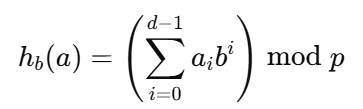 h_b(a) = \left( \sum_{i=0}^{d-1} a_i b^i \right) \bmod p